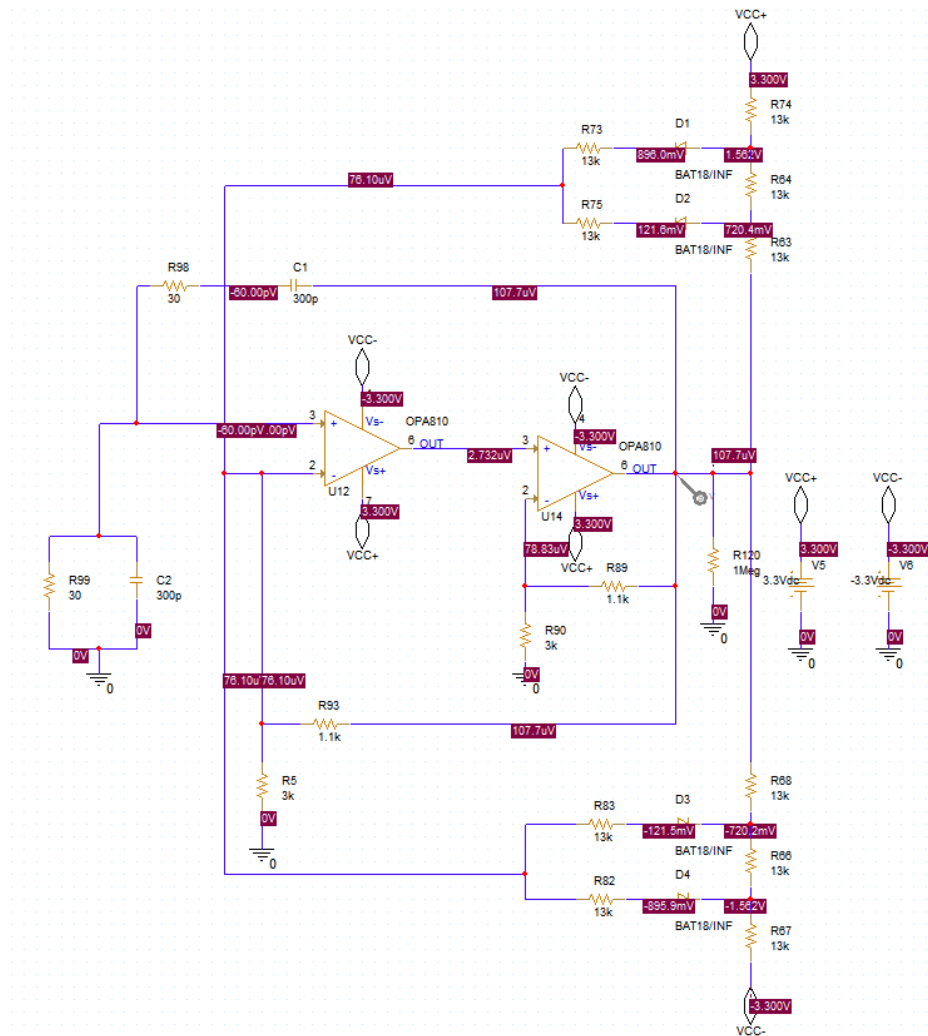 VCC+
3.300V
R74
13k
R73
13k
896.0mV
D1
BAT18/INF
1.562V
R64
13k
76.10uV
R75
13k
121.6mV
D2
BAT18/INF
720.4mV
R63
13k
R98
30
-60.00pV
C1
300p
107.7uV
VCC-
-3.300V
3
+
Vs-
OPA810
6
OUT
2
-
Vs+
U12
7
3.300V
VCC+
-60.00pV
.00pV
2.732uV
VCC-
4
-3.300V
3
+
Vs-
OPA810
6
OUT
2
-
Vs+
U14
3.300V
VCC+
78.83uV
107.7uV
R89
1.1k
R90
3k
0V
0
R120
1Meg
0V
0
VCC+
3.300V
V5
3.3Vdc
0V
0
VCC-
-3.300V
V6
-3.3Vdc
0V
0
R99
30
C2
300p
0V
0V
0
76.10u
76.10uV
R93
1.1k
107.7uV
R5
3k
0V
0
R68
13k
R83
13k
-121.5mV
D3
BAT18/INF
-720.2mV
R66
13k
R82
13k
-895.9mV
D4
BAT18/INF
-1.562V
R67
13k
-3.300V
VCC-